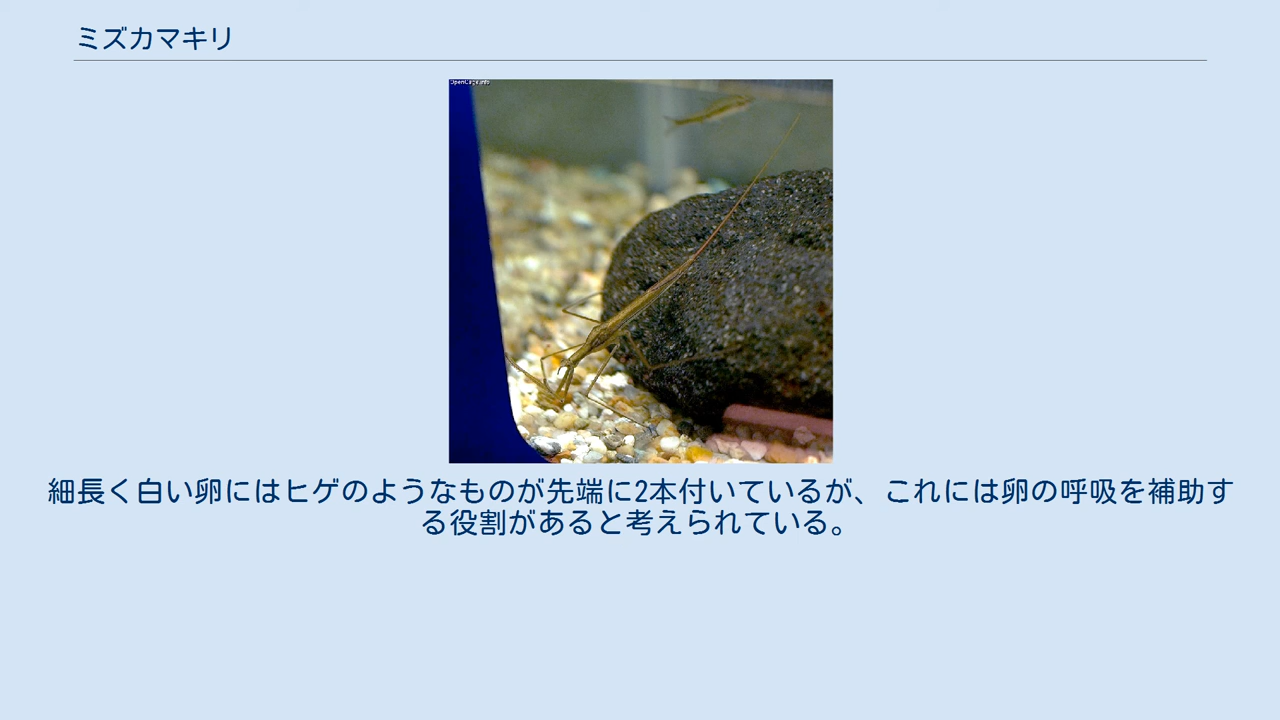 ミズカマキリ
OpenCage.info
細長く白い卵にはヒゲのようなものが先端に2本付いているが、これには卵の呼吸を補助す
る役割があると考えられている。